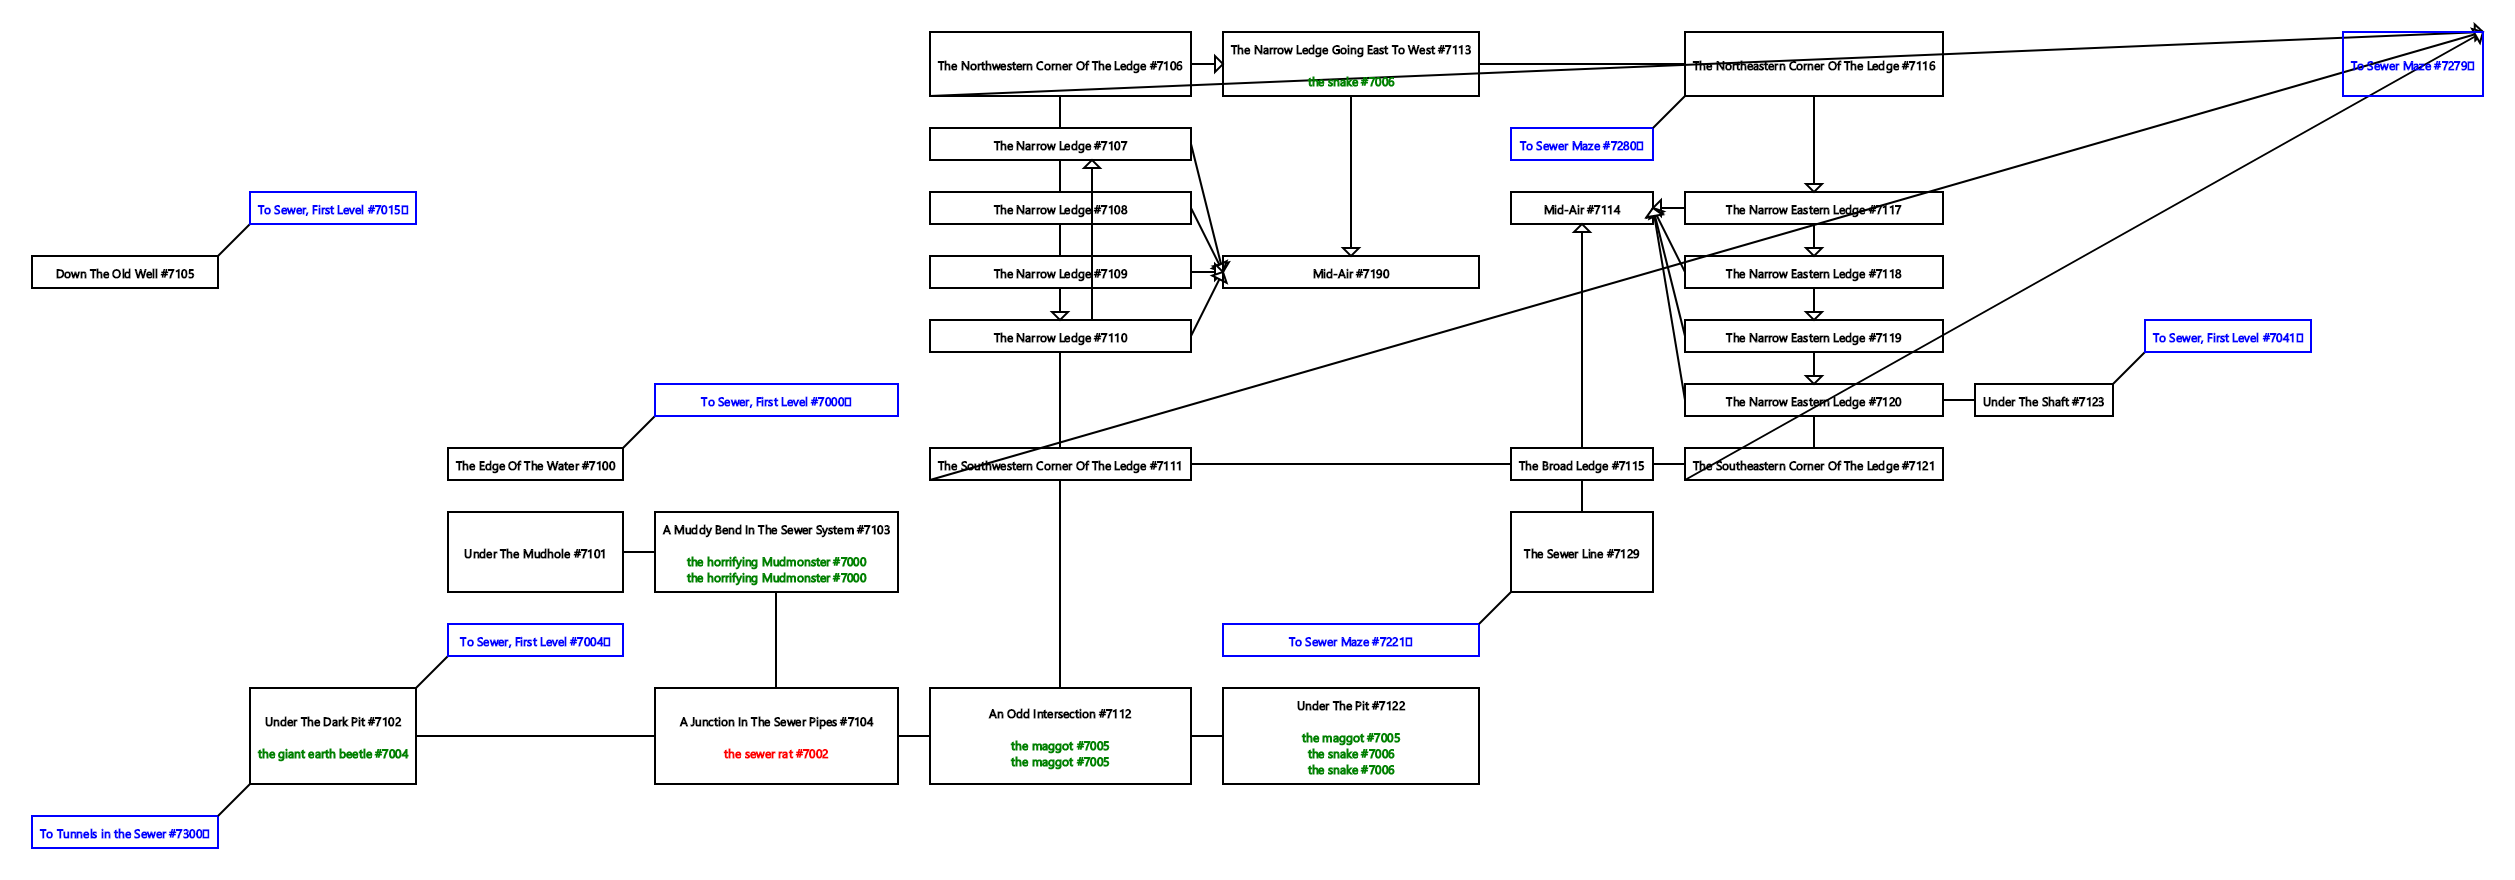 The Northwestern Corner Of The Ledge #7106
The Narrow Ledge Going East To West #7113
the snake #7006
The Northeastern Corner Of The Ledge #7116
To Sewer Maze #7279
The Narrow Ledge #7107
To Sewer Maze #7280
To Sewer, First Level #7015
The Narrow Ledge #7108
Mid-Air #7114
The Narrow Eastern Ledge #7117
Down The Old Well #7105
The Narrow Ledge #7109
Mid-Air #7190
The Narrow Eastern Ledge #7118
The Narrow Ledge #7110
The Narrow Eastern Ledge #7119
To Sewer, First Level #7041
To Sewer, First Level #7000
The Narrow Eastern Ledge #7120
Under The Shaft #7123
The Edge Of The Water #7100
The Southwestern Corner Of The Ledge #7111
The Broad Ledge #7115
The Southeastern Corner Of The Ledge #7121
Under The Mudhole #7101
A Muddy Bend In The Sewer System #7103
the horrifying Mudmonster #7000
the horrifying Mudmonster #7000
The Sewer Line #7129
To Sewer, First Level #7004
To Sewer Maze #7221
Under The Dark Pit #7102
the giant earth beetle #7004
A Junction In The Sewer Pipes #7104
the sewer rat #7002
An Odd Intersection #7112
the maggot #7005
the maggot #7005
Under The Pit #7122
the maggot #7005
the snake #7006
the snake #7006
To Tunnels in the Sewer #7300